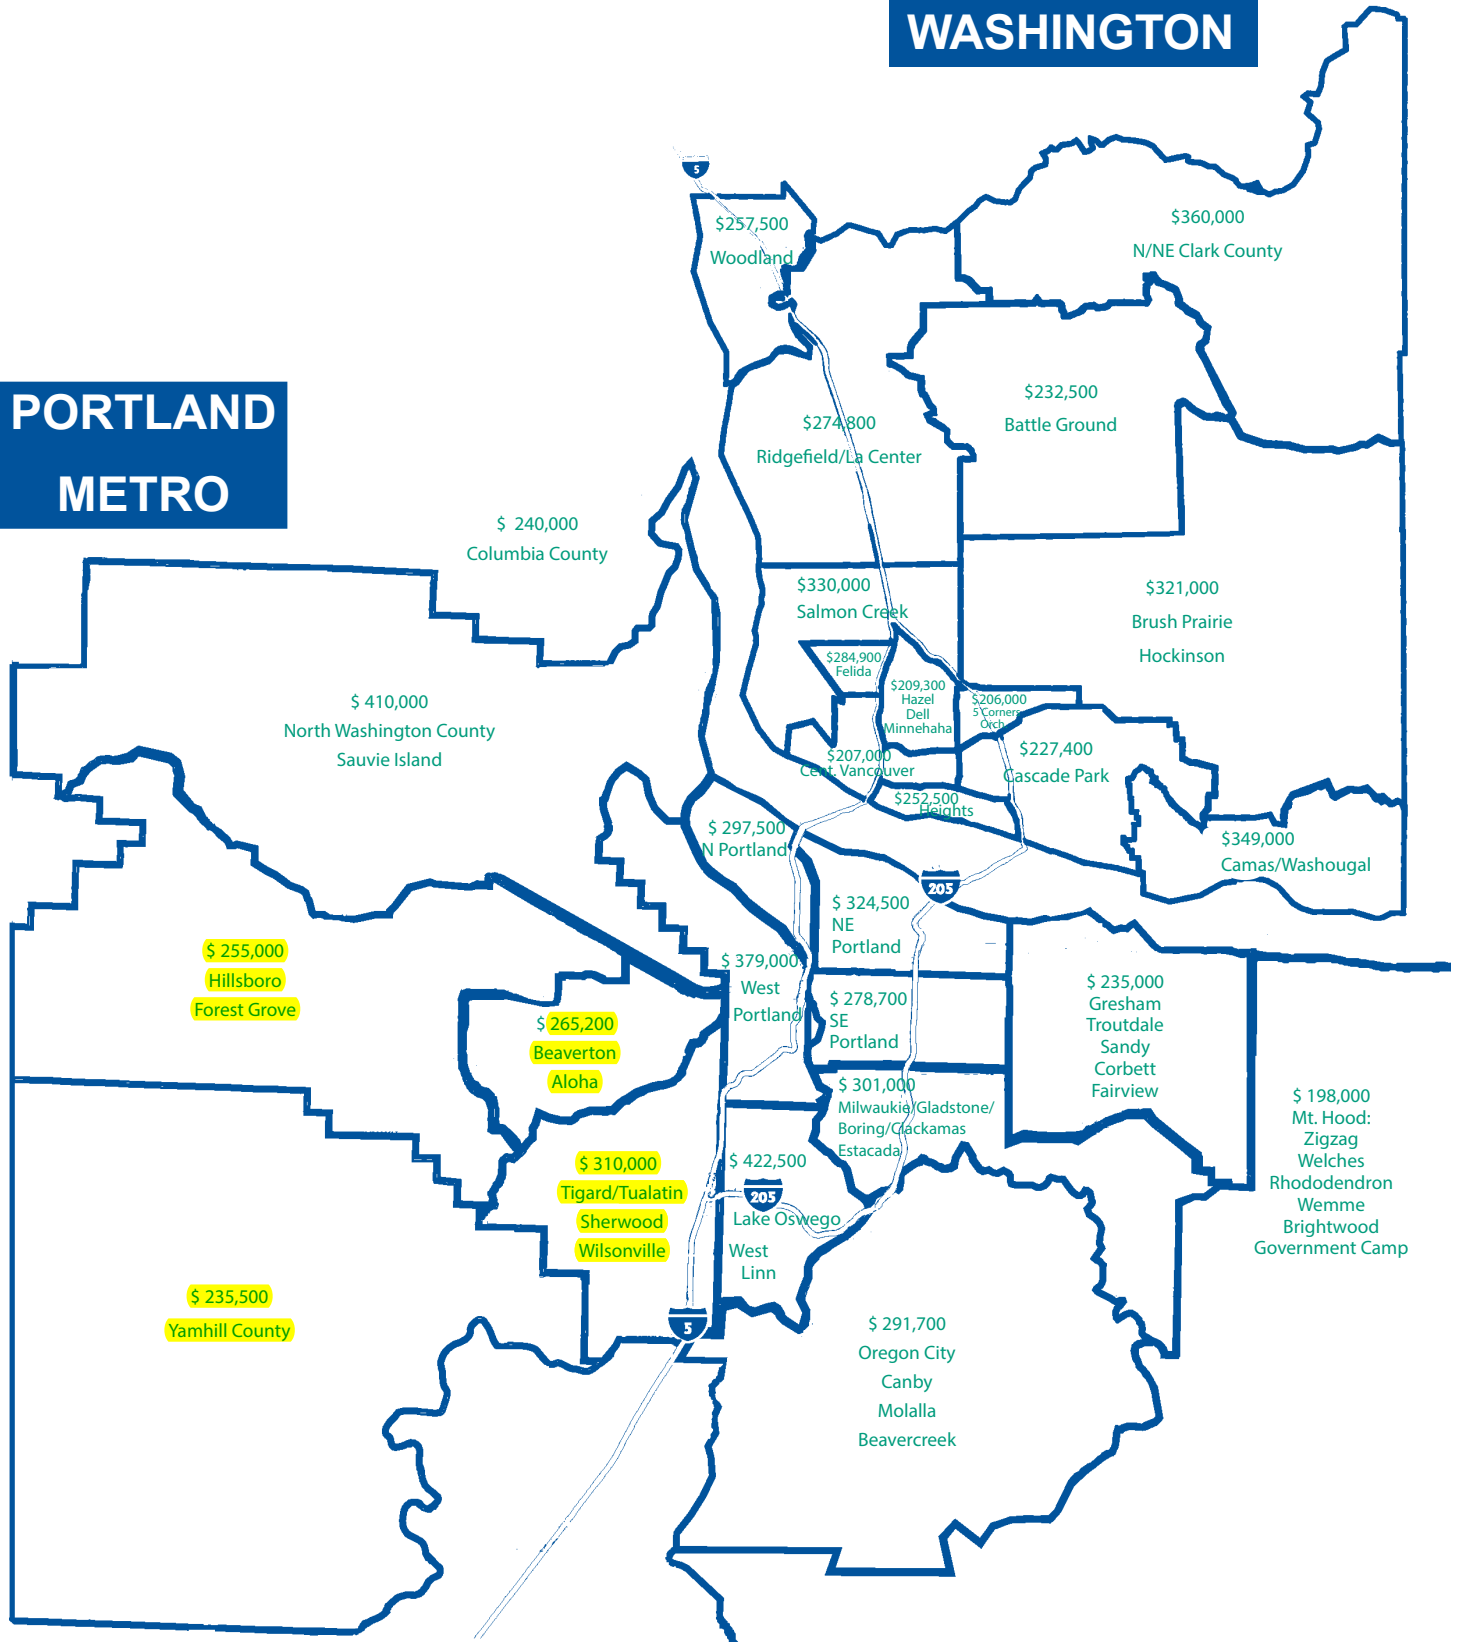 WASHINGTON
5
$257,500
Woodland
$360,000
N/NE Clark County
PORTLAND
METRO
$232,500
Battle Ground
$274,800
Ridgefield/La Center
$ 240,000
Columbia County
$330,000
Salmon Creek
$321,000
Brush Prairie
Hockinson
$284,900
Felida
$209,300
Hazel
Dell
Minnehaha
$206,000
5 Corners
Orch
$ 410,000
North Washington County
Sauvie Island
$207,000
Cent. Vancouver
$227,400
Cascade Park
$252,500
Heights
$ 297,500
N Portland
$349,000
Camas/Washougal
205
$ 324,500
NE
Portland
$ 255,000
Hillsboro
Forest Grove
$ 379,000
West
Portland
$ 278,700
SE
Portland
$ 235,000
Gresham
Troutdale
Sandy
Corbett
Fairview
$ 265,200
Beaverton
Aloha
$ 301,000
Milwaukie/Gladstone/
Boring/Clackamas
Estacada
$ 198,000
Mt. Hood:
Zigzag
Welches
Rhododendron
Wemme
Brightwood
Government Camp
$ 310,000
Tigard/Tualatin
Sherwood
Wilsonville
$ 422,500
205
Lake Oswego
West
Linn
$ 235,500
Yamhill County
5
$ 291,700
Oregon City
Canby
Molalla
Beavercreek